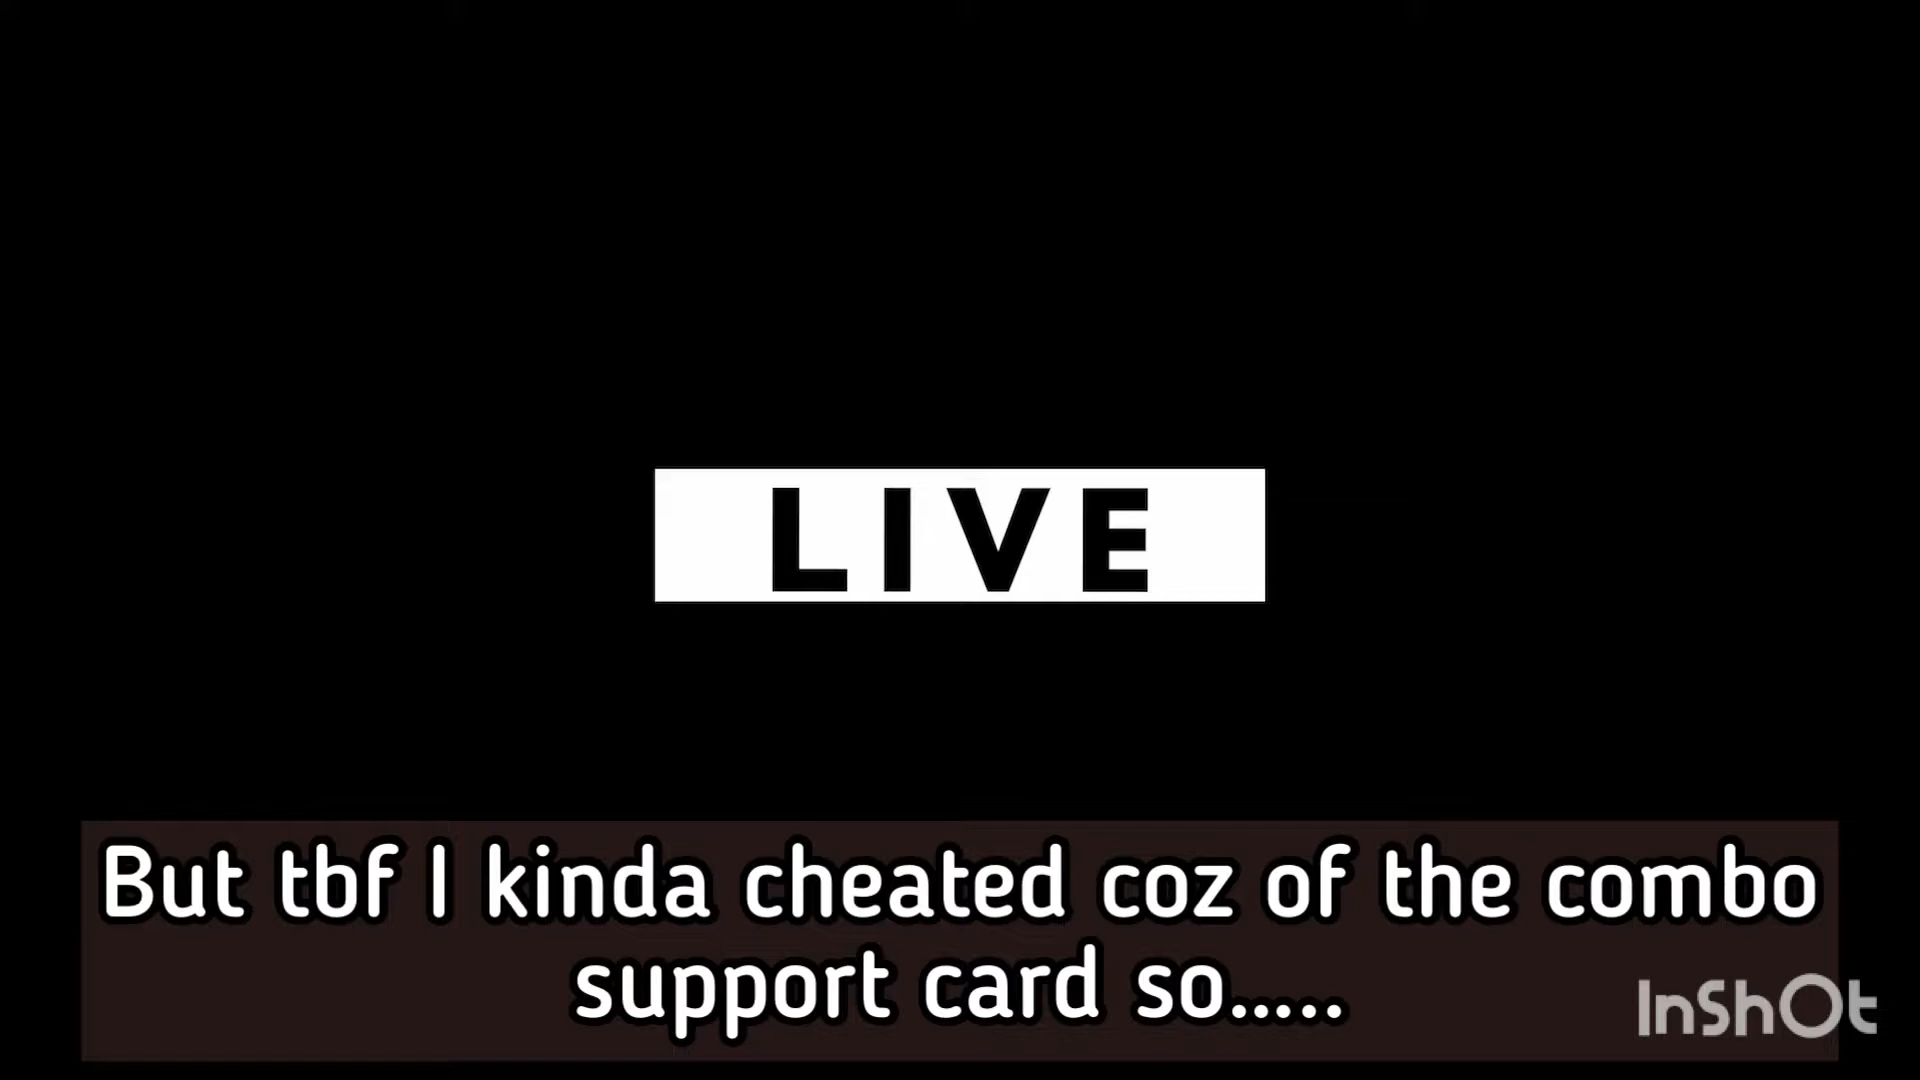 LIVE
But tbf I kinda cheated coz of the combo
support card so.....
InShOt